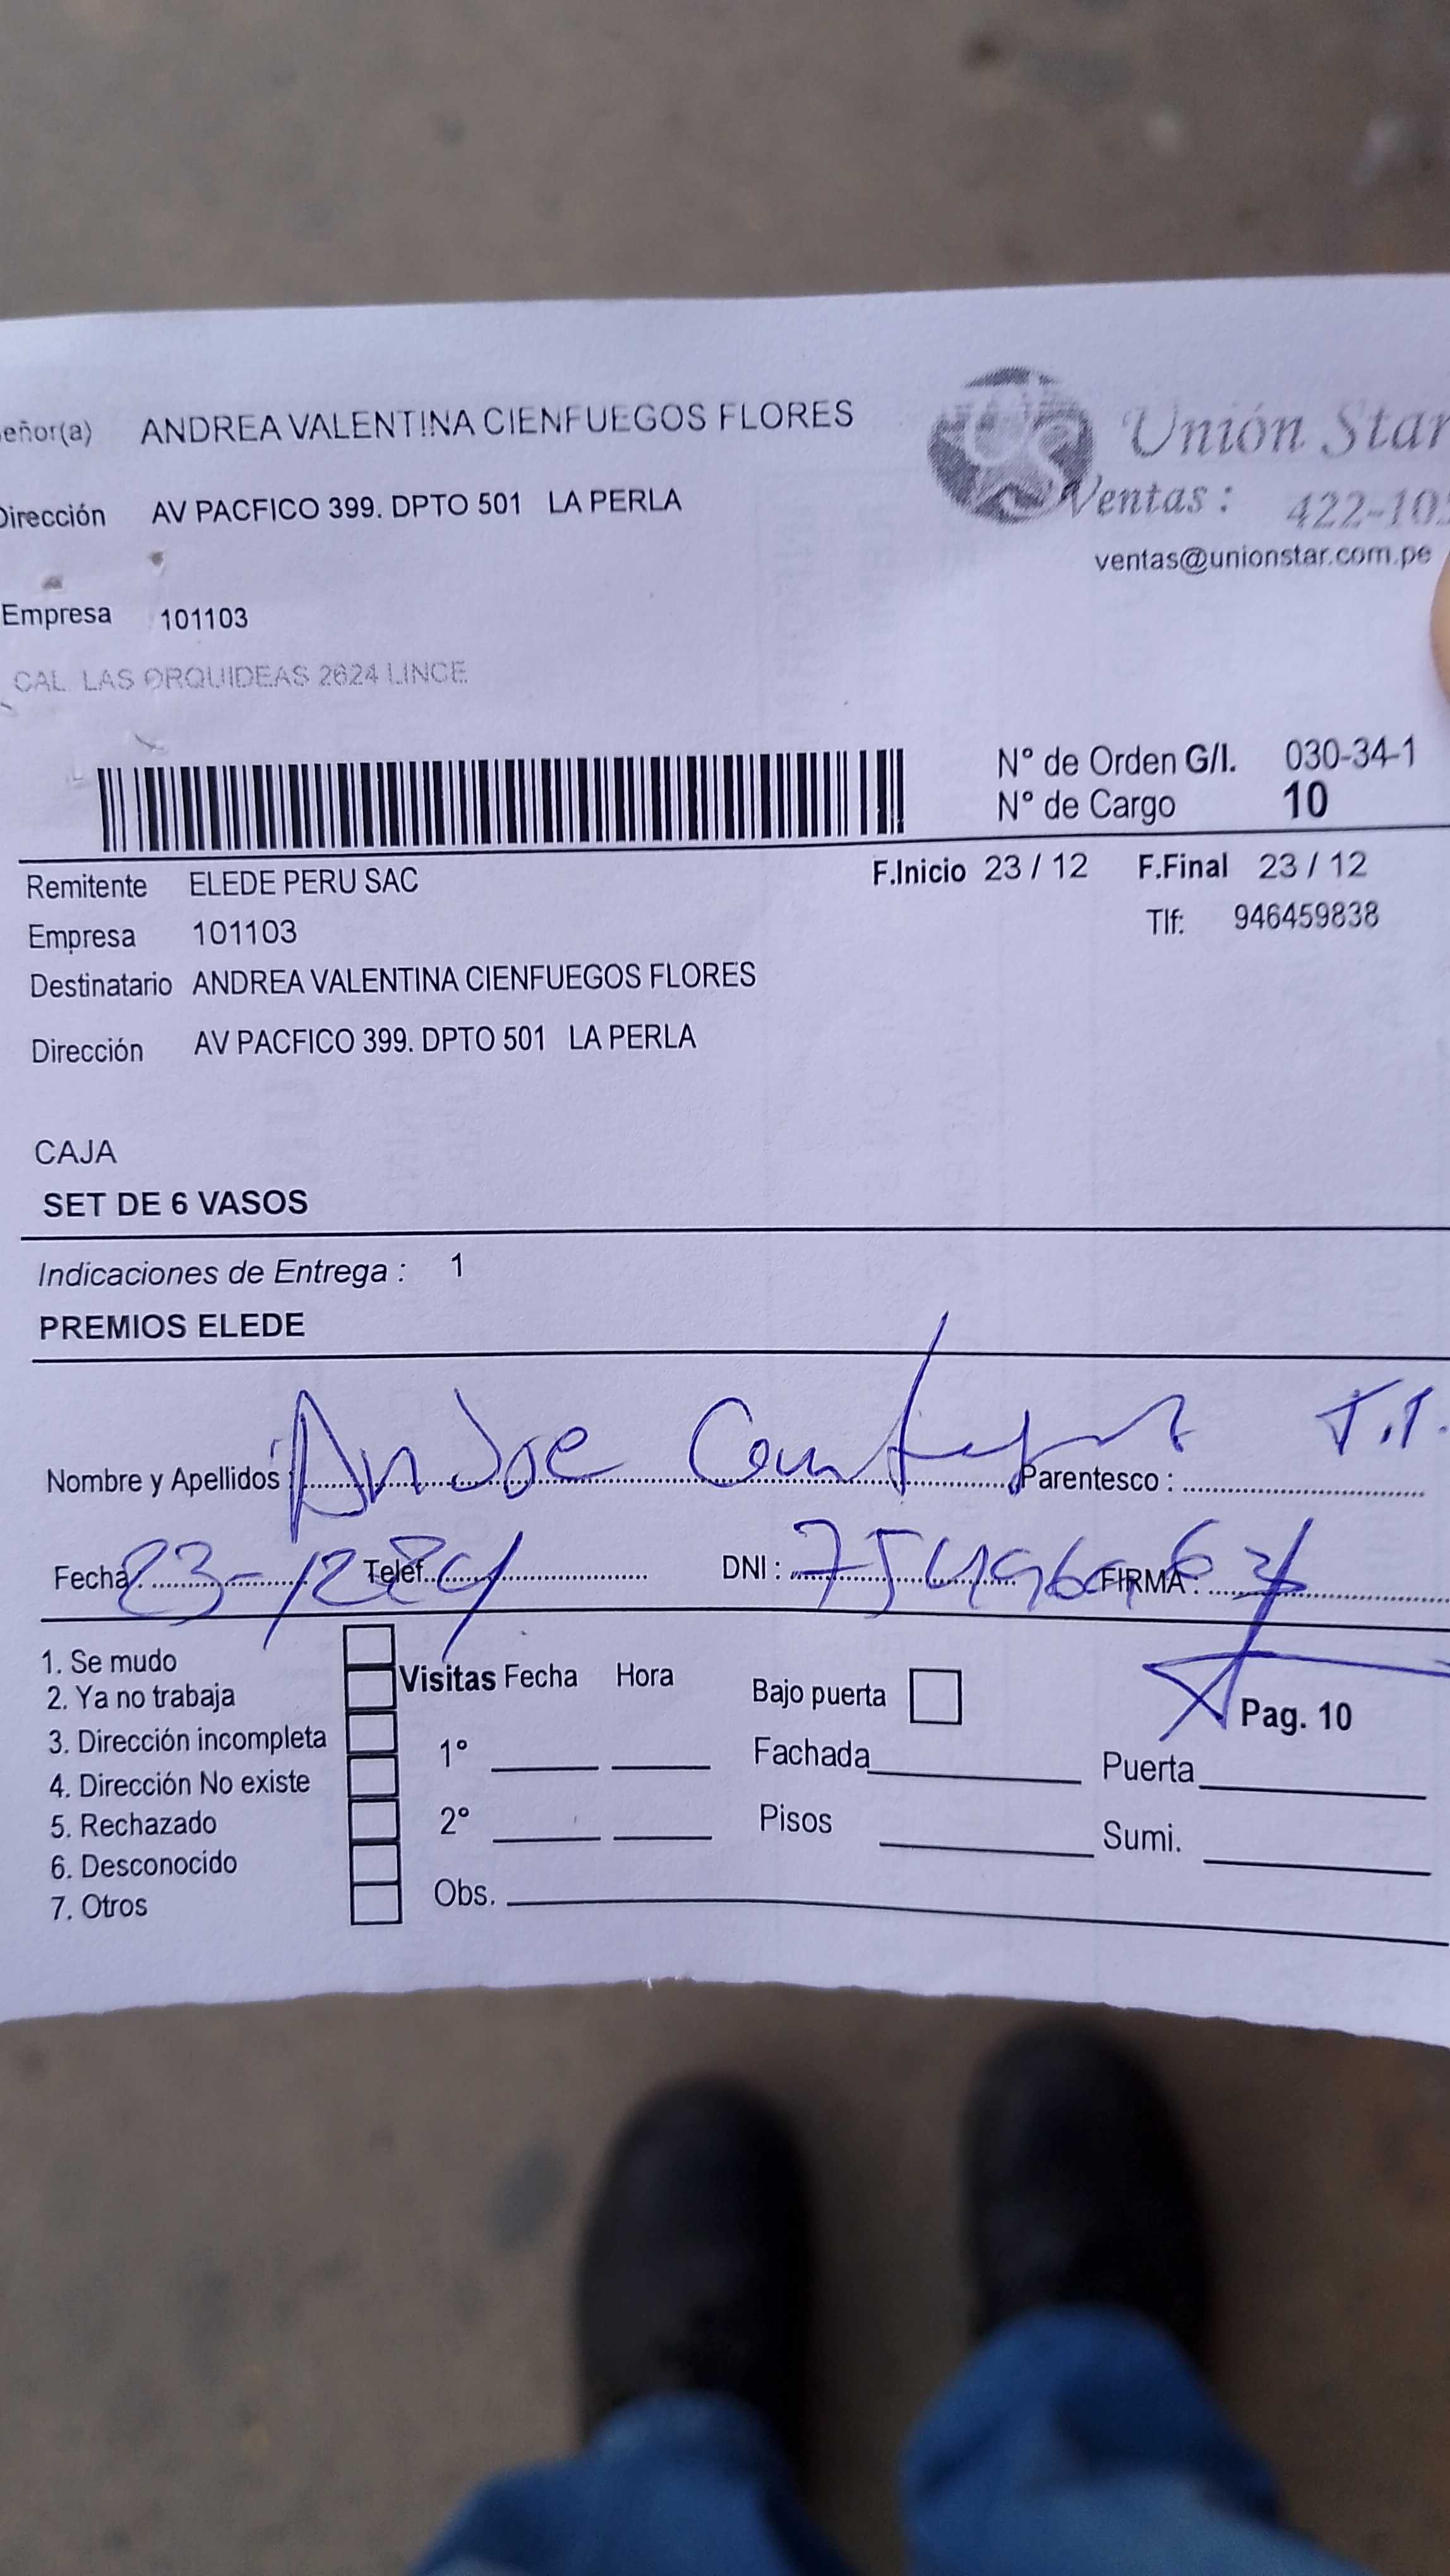 eñor(a) ANDREA VALENTINA CIENFUEGOS FLORES
Unión Star
Dirección AV PACFICO 399. DPTO 501 LA PERLA
Ventas : 422-10
ventas@unionstar.com.pe
Empresa 101103
CAL LAS ORQUIDEAS 2624 LINCE
N° de Orden G/I. 030-34-1
N° de Cargo 10
Remitente ELEDE PERU SAC
F.Inicio 23 / 12 F.Final 23 / 12
Empresa 101103
Tlf: 946459838
Destinatario ANDREA VALENTINA CIENFUEGOS FLORES
Dirección AV PACFICO 399. DPTO 501 LA PERLA
CAJA
SET DE 6 VASOS
Indicaciones de Entrega : 1
PREMIOS ELEDE
Nombre y Apellidos Parentesco : T.T.
Fecha: 23-12 Telef. DNI : FIRMA :
1. Se mudo
2. Ya no trabaja
3. Dirección incompleta
4. Dirección No existe
5. Rechazado
6. Desconocido
7. Otros
Visitas Fecha Hora
1°
2°
Obs.
Bajo puerta
Fachada
Pisos
Pag. 10
Puerta
Sumi.